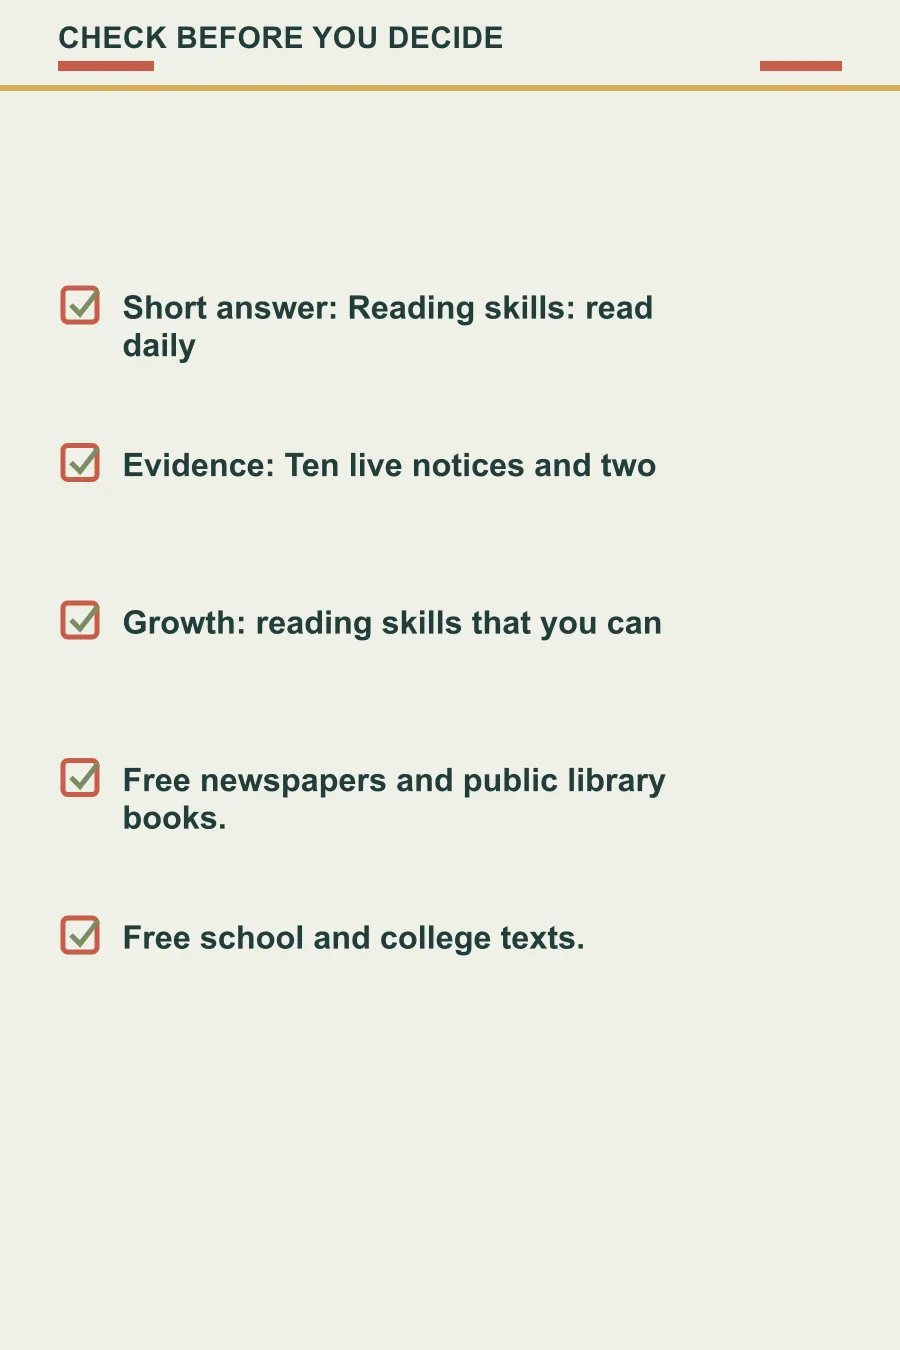 CHECK BEFORE YOU DECIDE
Short answer: Reading skills: read
daily
Evidence: Ten live notices and two
Growth: reading skills that you can
Free newspapers and public library
books.
Free school and college texts.